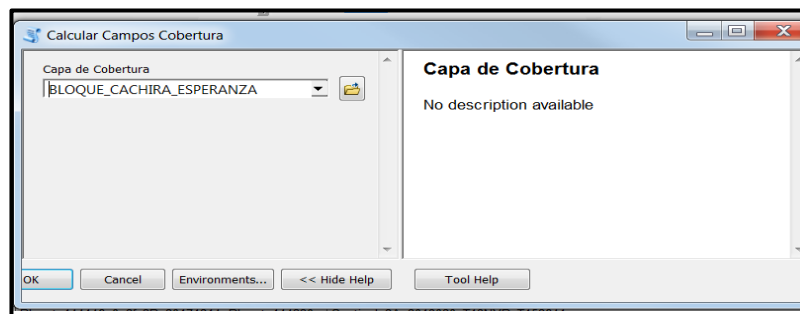 Calcular Campos Cobertura
Capa de Cobertura
BLOQUE_CACHIRA_ESPERANZA
Capa de Cobertura
No description available
OK
Cancel
Environments...
<< Hide Help
Tool Help